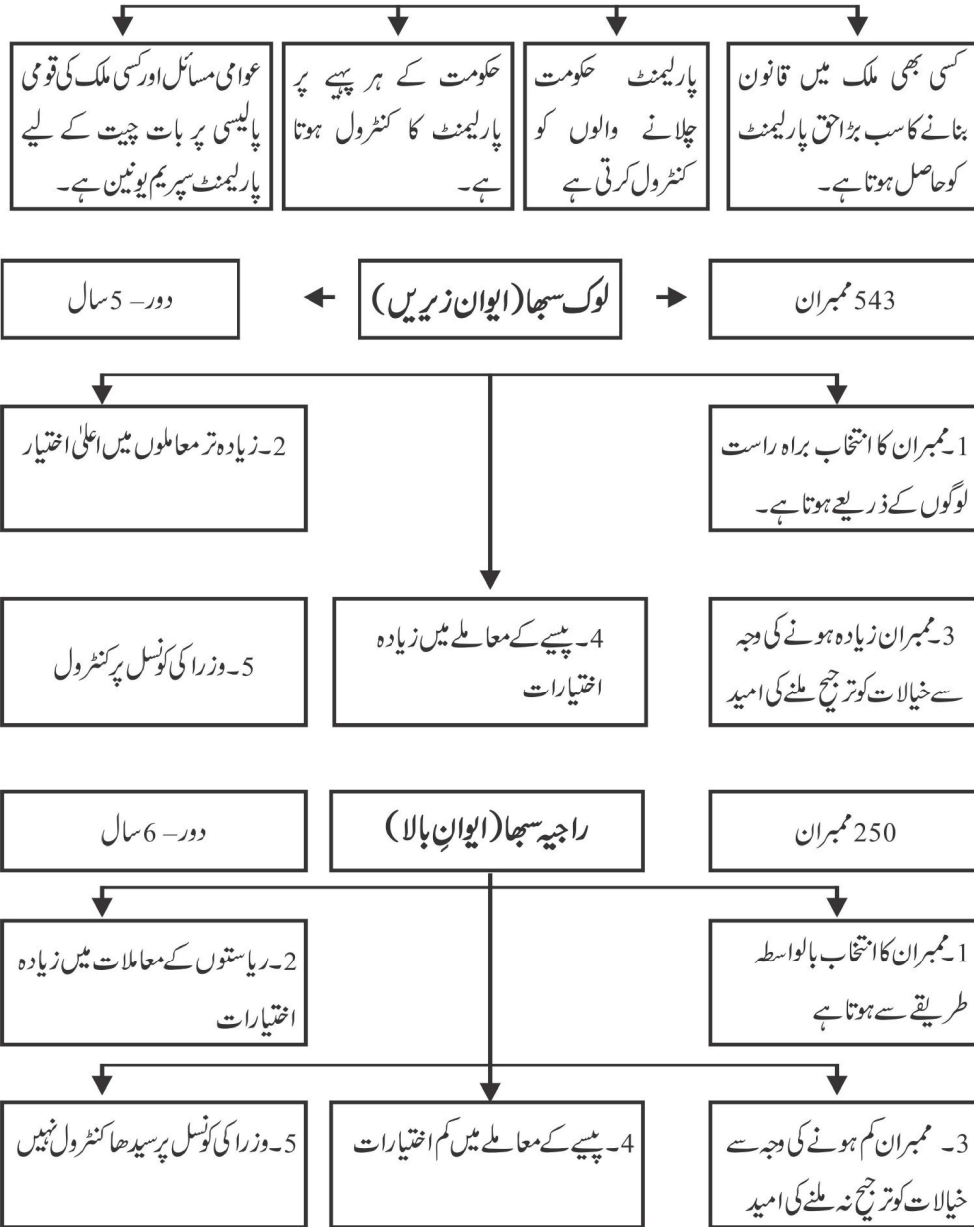 کسی بھی ملک میں قانون
بنانے کا سب بڑا حق پارلیمنٹ
کو حاصل ہوتا ہے۔
پارلیمنٹ حکومت
چلانے والوں کو
کنٹرول کرتی ہے
حکومت کے ہر پہیے پر
پارلیمنٹ کا کنٹرول ہوتا
ہے۔
عوامی مسائل اور کسی ملک کی قومی
پالیسی پر بات چیت کے لیے
پارلیمنٹ سپریم یونین ہے۔
543 ممبران
لوک سبھا (ایوان زیریں)
دور – 5 سال
1۔ ممبران کا انتخاب براہ راست
لوگوں کے ذریعے ہوتا ہے۔
2۔ زیادہ تر معاملوں میں اعلیٰ اختیار
3۔ ممبران زیادہ ہونے کی وجہ
سے خیالات کو ترجیح ملنے کی امید
4۔ پیسے کے معاملے میں زیادہ
اختیارات
5۔ وزرا کی کونسل پر کنٹرول
250 ممبران
راجیہ سبھا (ایوانِ بالا)
دور – 6 سال
1۔ ممبران کا انتخاب بالواسطہ
طریقے سے ہوتا ہے
2۔ ریاستوں کے معاملات میں زیادہ
اختیارات
3۔ ممبران کم ہونے کی وجہ سے
خیالات کو ترجیح نہ ملنے کی امید
4۔ پیسے کے معاملے میں کم اختیارات
5۔ وزرا کی کونسل پر سیدھا کنٹرول نہیں